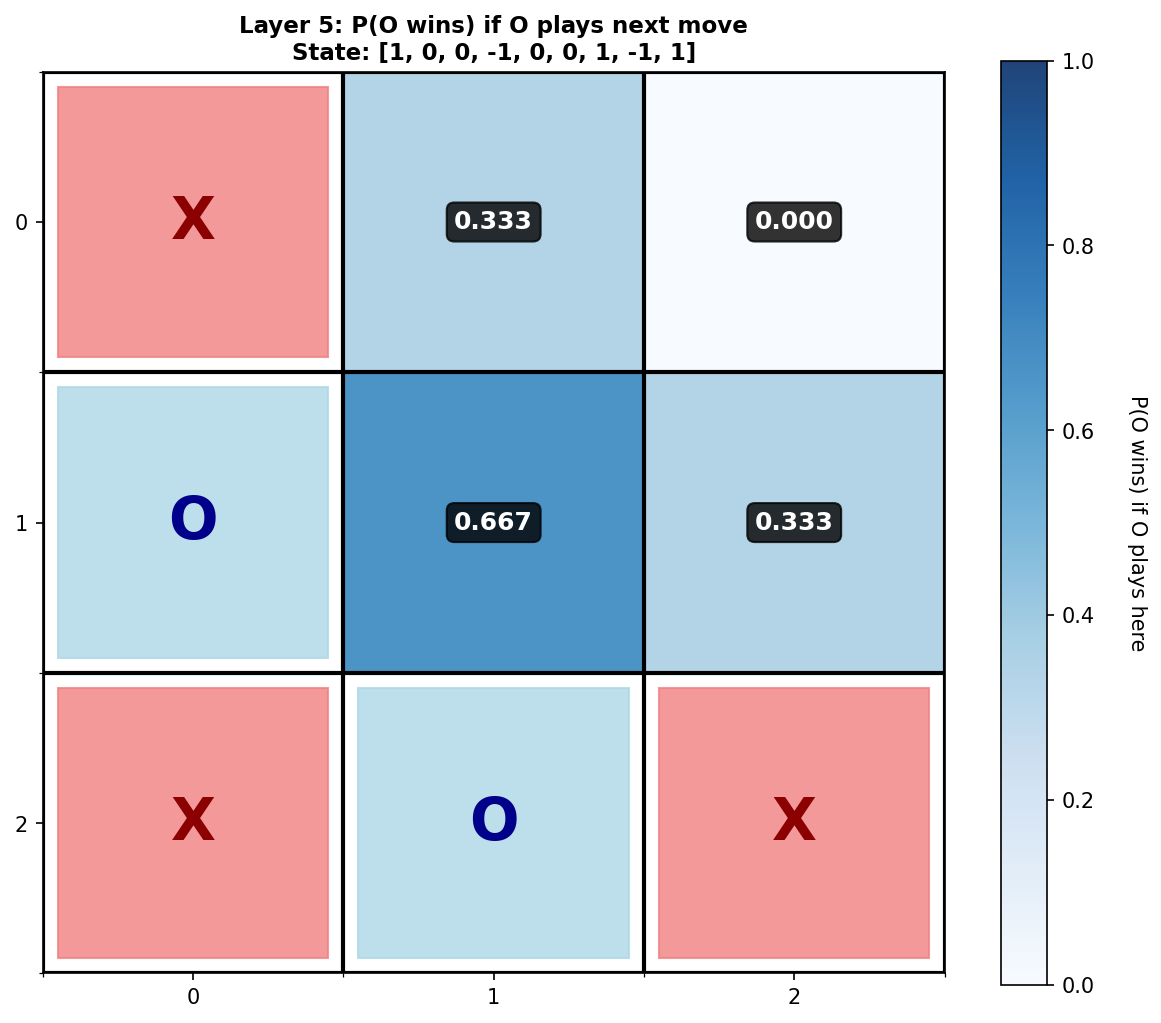 Layer 5: P(O wins) if O plays next move
State: [1, 0, 0, -1, 0, 0, 1, -1, 1]
0
X
0.333
0.000
1
O
0.667
0.333
2
X
O
X
0
1
2
1.0
0.8
0.6
0.4
0.2
0.0
P(O wins) if O plays here